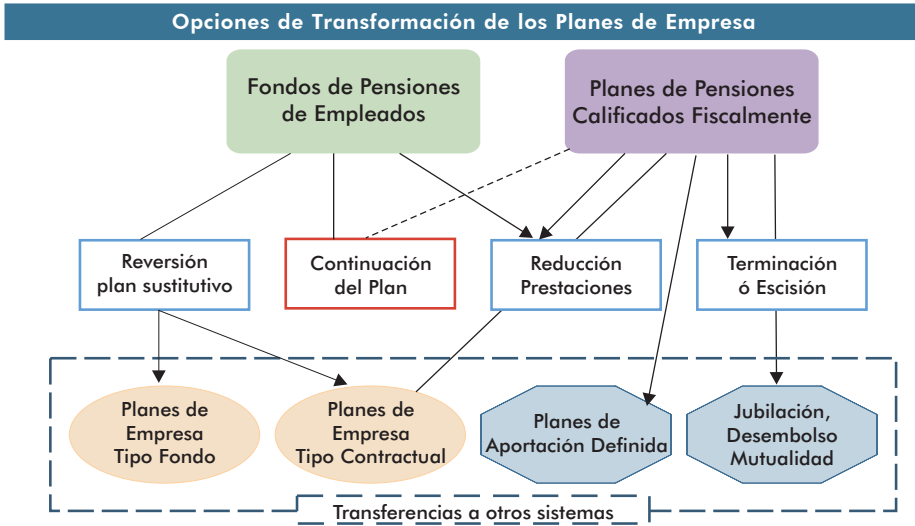 Opciones de Transformación de los Planes de Empresa
Fondos de Pensiones
de Empleados
Planes de Pensiones
Calificados Fiscalmente
Reversión
plan sustitutivo
Continuación
del Plan
Reducción
Prestaciones
Terminación
ó Escisión
Planes de
Empresa
Tipo Fondo
Planes de
Empresa
Tipo Contractual
Planes de
Aportación Definida
Jubilación,
Desembolso
Mutualidad
Transferencias a otros sistemas